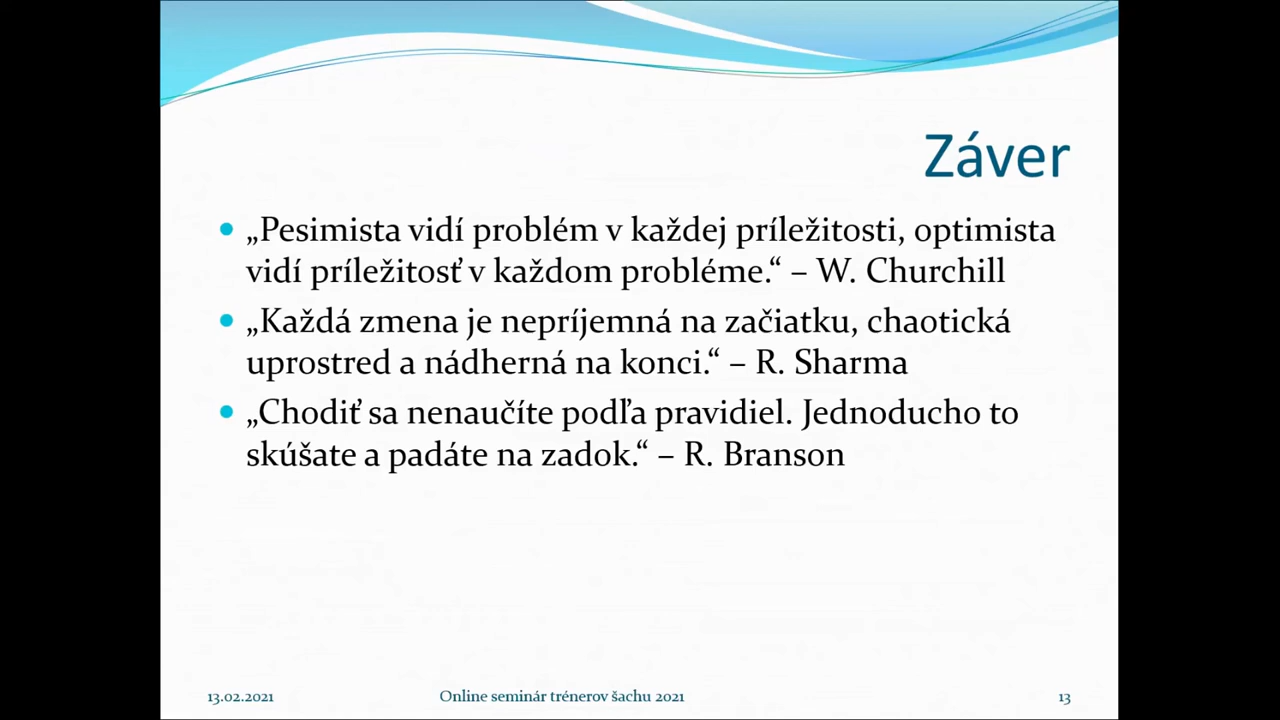 Záver
• „Pesimista vidí problém v každej príležitosti, optimista
vidí príležitosť v každom probléme.“ – W. Churchill
• „Každá zmena je nepríjemná na začiatku, chaotická
uprostred a nádherná na konci.“ – R. Sharma
• „Chodiť sa nenaučíte podľa pravidiel. Jednoducho to
skúšate a padáte na zadok.“ – R. Branson
13.02.2021 Online seminár trénerov šachu 2021 13